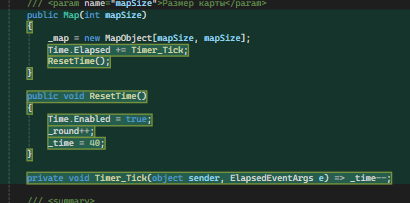 /// <param name="mapSize">Размер карты</param>
public Map(int mapSize)
{
_map = new MapObject[mapSize, mapSize];
Time.Elapsed += Timer_Tick;
ResetTime();
}
public void ResetTime()
{
Time.Enabled = true;
_round++;
_time = 40;
}
private void Timer_Tick(object sender, ElapsedEventArgs e) => _time--;
/// <summary>